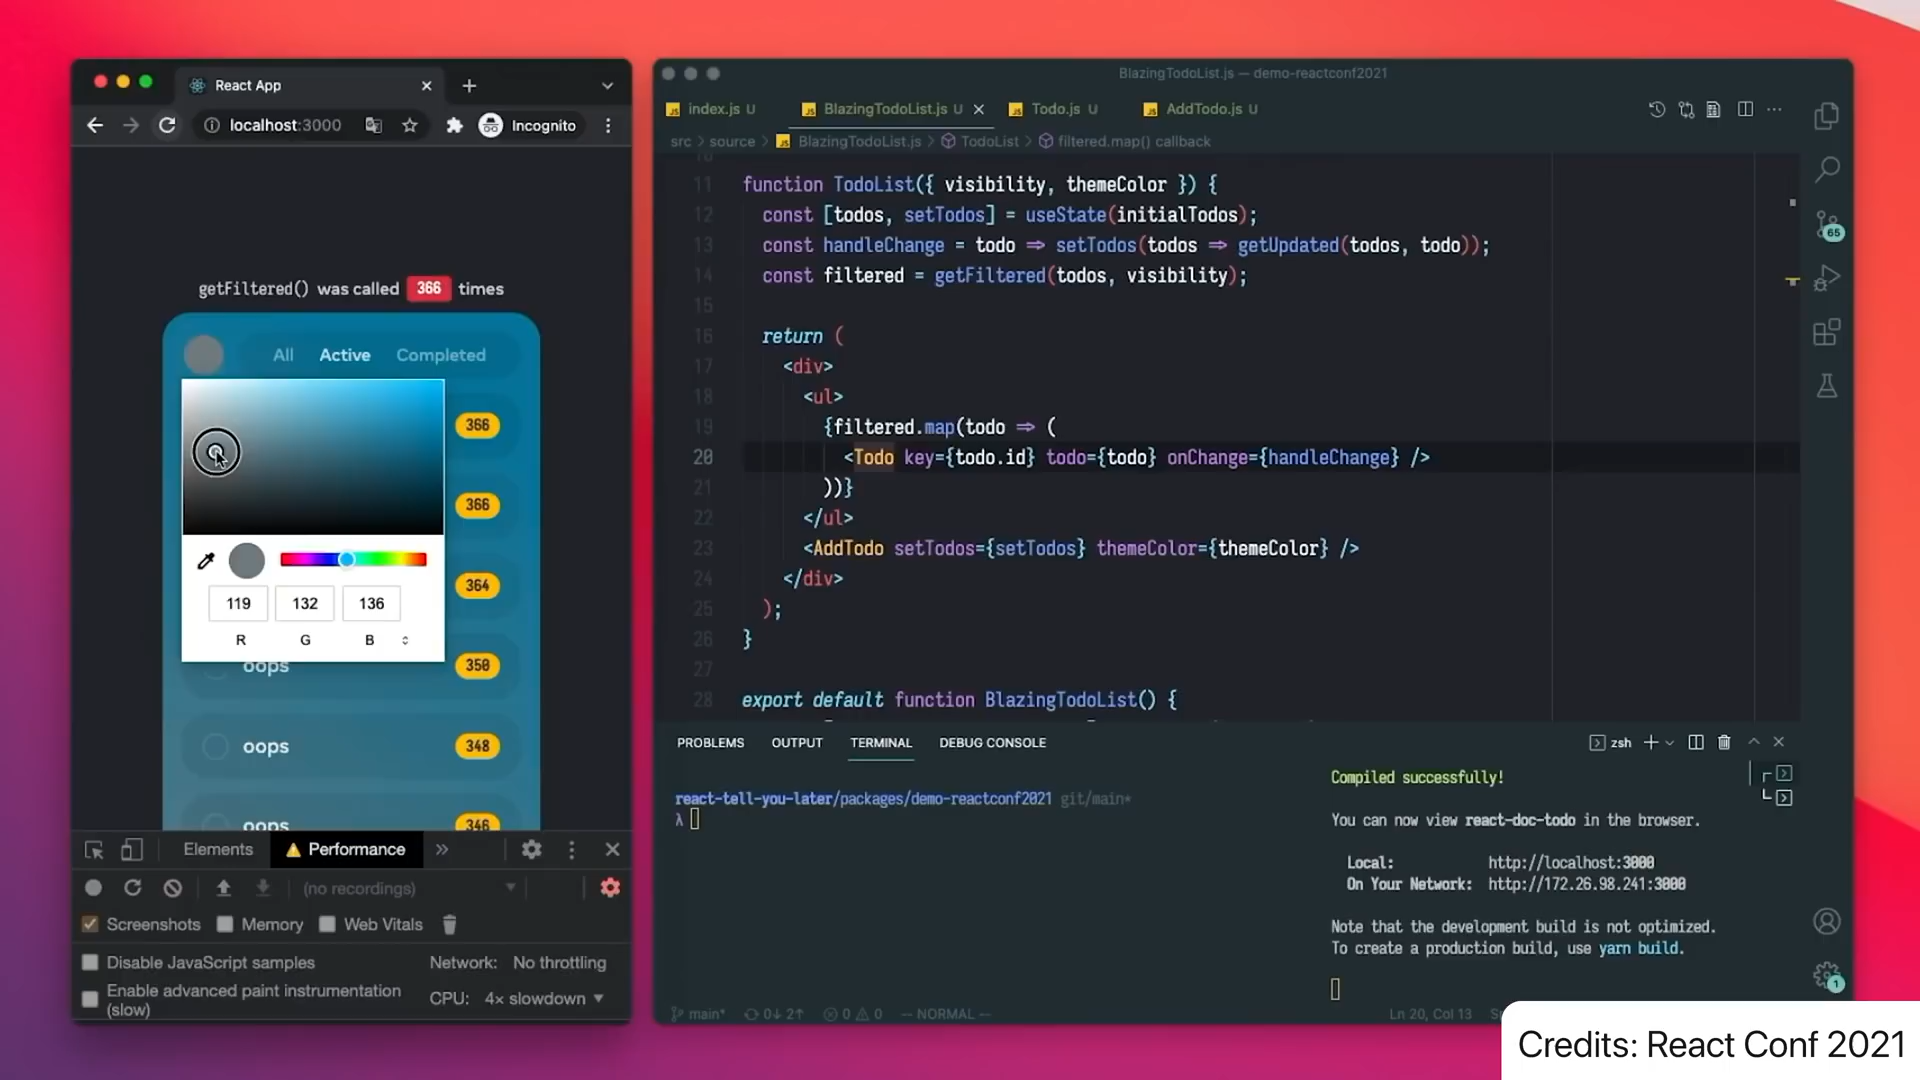 React App
localhost:3000
Incognito
getFiltered() was called 366 times
All Active Completed
366
366
364
119 132 136
R G B
oops 350
oops 348
oops 346
Elements Performance
(no recordings)
Screenshots Memory Web Vitals
Disable JavaScript samples
Network: No throttling
Enable advanced paint instrumentation (slow)
CPU: 4× slowdown
BlazingTodoList.js — demo-reactconf2021
index.js U BlazingTodoList.js U Todo.js U AddTodo.js U
src > source > BlazingTodoList.js > TodoList > filtered.map() callback
11 function TodoList({ visibility, themeColor }) {
12 const [todos, setTodos] = useState(initialTodos);
13 const handleChange = todo ⇒ setTodos(todos ⇒ getUpdated(todos, todo));
14 const filtered = getFiltered(todos, visibility);
15
16 return (
17 <div>
18 <ul>
19 {filtered.map(todo ⇒ (
20 <Todo key={todo.id} todo={todo} onChange={handleChange} />
21 ))}
22 </ul>
23 <AddTodo setTodos={setTodos} themeColor={themeColor} />
24 </div>
25 );
26 }
27
28 export default function BlazingTodoList() {
65
PROBLEMS OUTPUT TERMINAL DEBUG CONSOLE
zsh
react-tell-you-later/packages/demo-reactconf2021 git/main*
λ
Compiled successfully!
You can now view react-doc-todo in the browser.
Local: http://localhost:3000
On Your Network: http://172.26.98.241:3000
Note that the development build is not optimized.
To create a production build, use yarn build.
1
main* 0↓ 2↑ 0 0 -- NORMAL --
Ln 20, Col 13
Credits: React Conf 2021